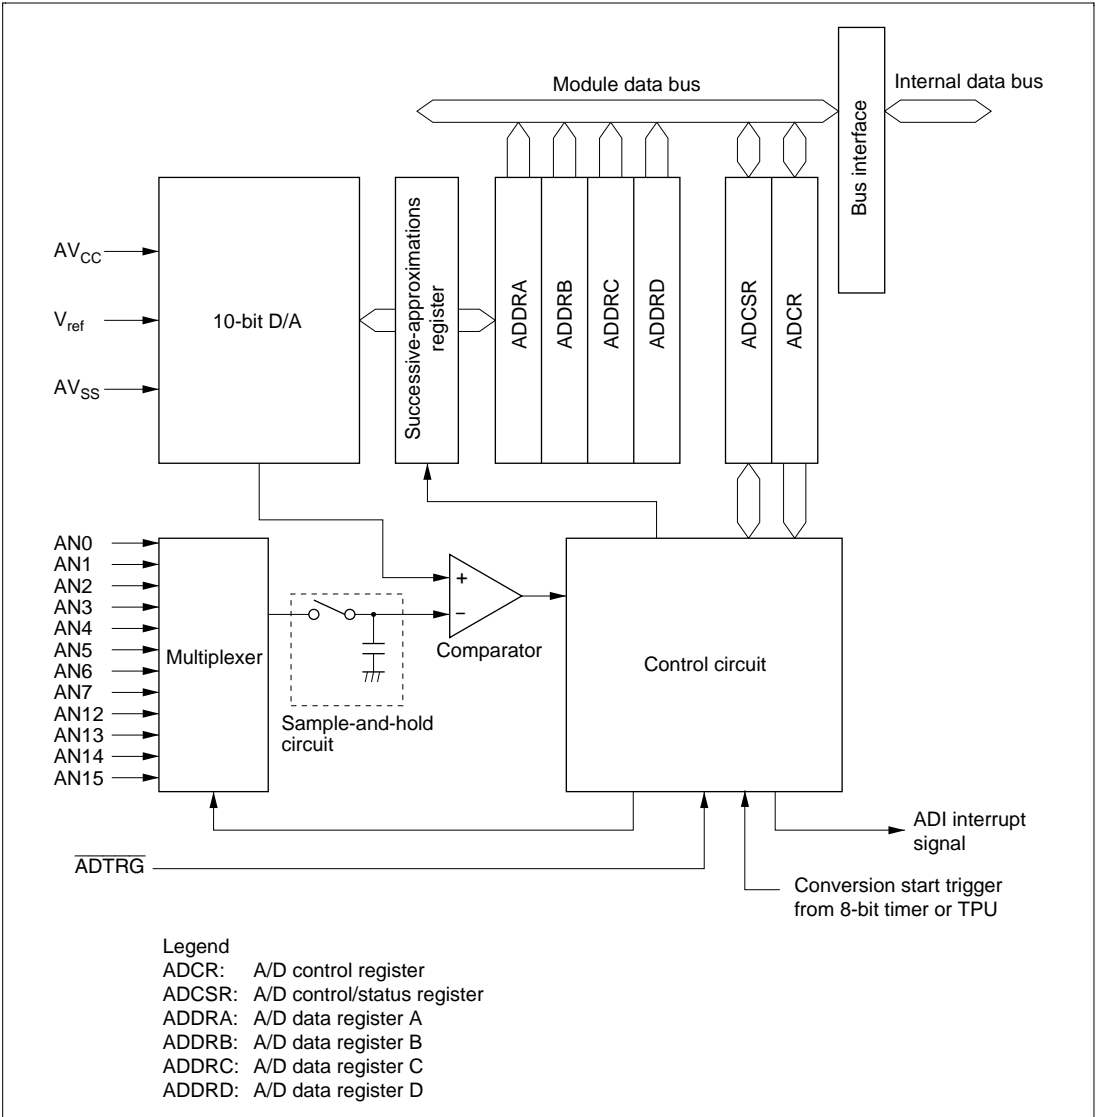 Module data bus
Internal data bus
Bus interface
AVCC
Vref
AVSS
10-bit D/A
Successive-approximations
register
ADDRA
ADDRB
ADDRC
ADDRD
ADCSR
ADCR
AN0
AN1
AN2
AN3
AN4
AN5
AN6
AN7
AN12
AN13
AN14
AN15
Multiplexer
+
−
Comparator
Sample-and-hold
circuit
Control circuit
ADI interrupt
signal
ADTRG
Conversion start trigger
from 8-bit timer or TPU
Legend
ADCR: A/D control register
ADCSR: A/D control/status register
ADDRA: A/D data register A
ADDRB: A/D data register B
ADDRC: A/D data register C
ADDRD: A/D data register D